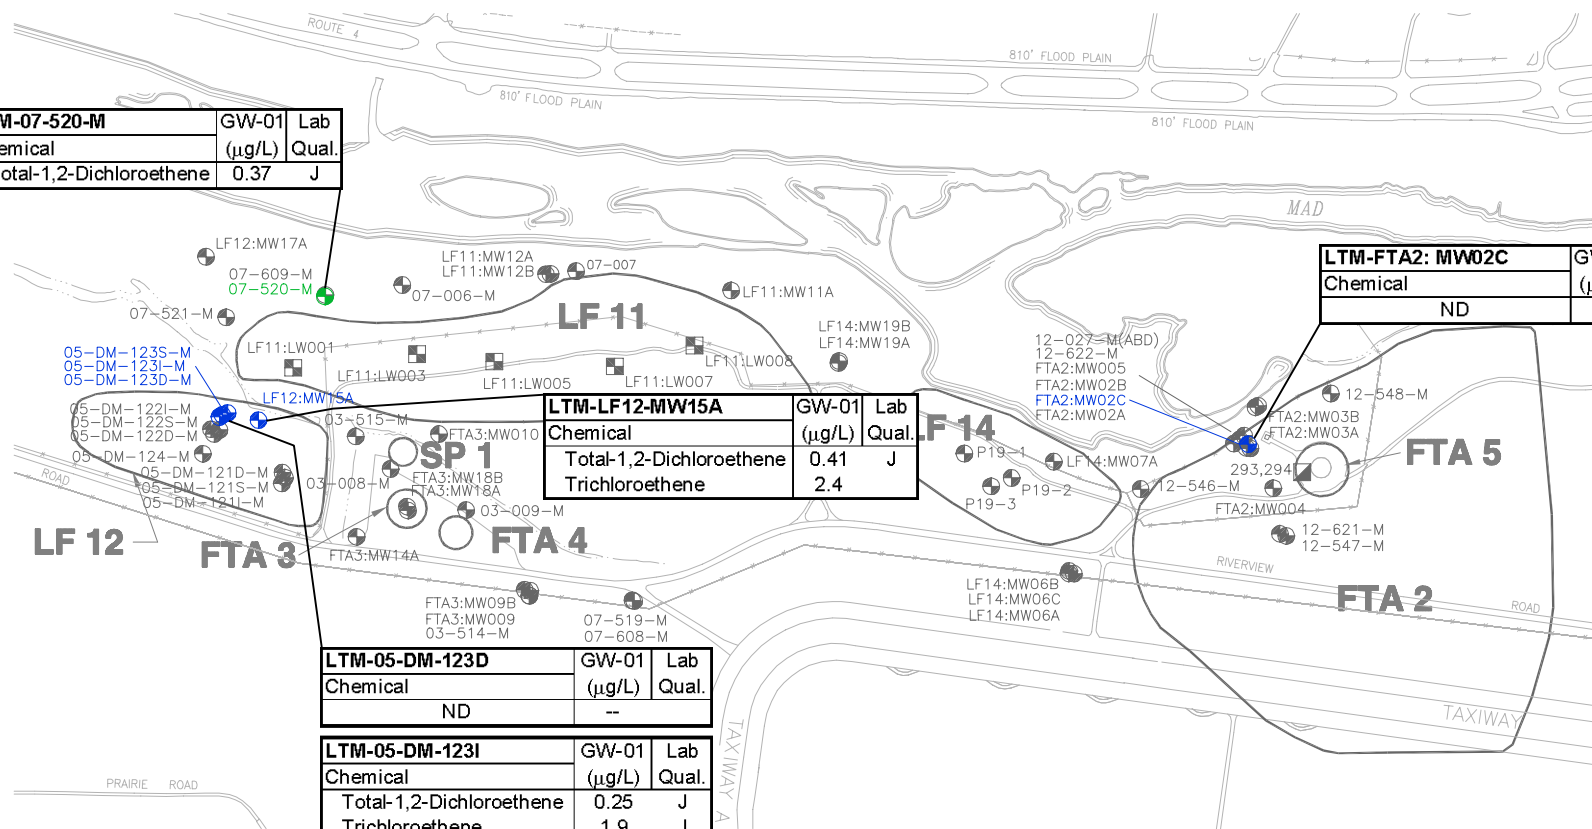 ROUTE 4
810' FLOOD PLAIN
810' FLOOD PLAIN
810' FLOOD PLAIN
M-07-520-M GW-01 Lab
emical (µg/L) Qual.
otal-1,2-Dichloroethene 0.37 J
MAD
LF12:MW17A
07-609-M
07-520-M
07-521-M
07-006-M
LF11:MW12A
LF11:MW12B
07-007
LF11:MW11A
LF 11
LF14:MW19B
LF14:MW19A
LTM-FTA2: MW02C
Chemical
ND
12-027-M(ABD)
12-622-M
FTA2:MW005
FTA2:MW02B
FTA2:MW02C
FTA2:MW02A
05-DM-123S-M
05-DM-123I-M
05-DM-123D-M
LF11:LW001
LF11:LW003
LF11:LW005
LF11:LW007
LF11:LW008
LF12:MW15A
03-515-M
05-DM-122I-M
05-DM-122S-M
05-DM-122D-M
05-DM-124-M
05-DM-121D-M
05-DM-121S-M
05-DM-121I-M
LTM-LF12-MW15A GW-01 Lab
Chemical (µg/L) Qual.
Total-1,2-Dichloroethene 0.41 J
Trichloroethene 2.4
FTA3:MW010
SP 1
FTA3:MW18B
FTA3:MW18A
03-008-M
03-009-M
LF 14
P19-1
P19-2
P19-3
LF14:MW07A
12-546-M
12-548-M
FTA2:MW03B
FTA2:MW03A
293,294
FTA 5
FTA2:MW004
12-621-M
12-547-M
ROAD
LF 12
FTA 3
FTA3:MW14A
FTA 4
RIVERVIEW
ROAD
FTA 2
FTA3:MW09B
FTA3:MW009
03-514-M
07-519-M
07-608-M
LF14:MW06B
LF14:MW06C
LF14:MW06A
LTM-05-DM-123D GW-01 Lab
Chemical (µg/L) Qual.
ND --
LTM-05-DM-123I GW-01 Lab
Chemical (µg/L) Qual.
Total-1,2-Dichloroethene 0.25 J
Trichloroethene 1.9 J
TAXIWAY A
TAXIWAY
PRAIRIE ROAD